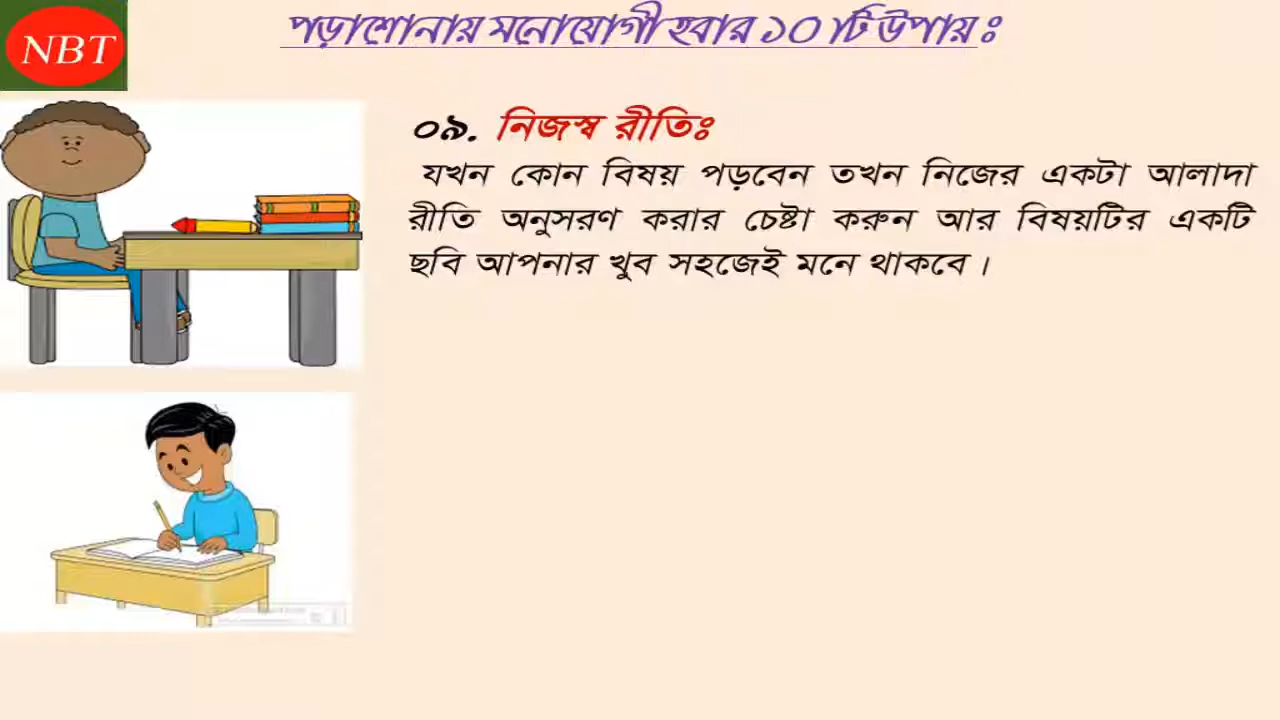 NBT
পড়াশোনায় মনোযোগী হবার ১০ টি উপায় ঃ
০৯. নিজস্ব রীতিঃ
যখন কোন বিষয় পড়বেন তখন নিজের একটা আলাদা
রীতি অনুসরণ করার চেষ্টা করুন আর বিষয়টির একটি
ছবি আপনার খুব সহজেই মনে থাকবে ।